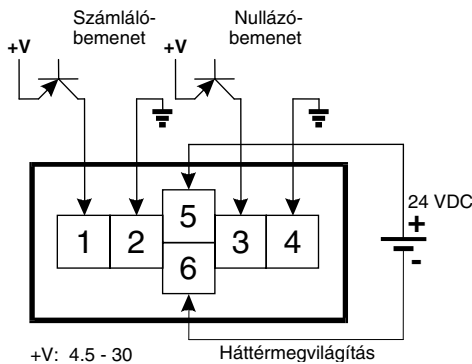 Számláló-
bemenet
Nullázó-
bemenet
+V
+V
24 VDC
+
-
1 2 5 3 4
6
+V: 4.5 - 30
Háttérmegvilágítás